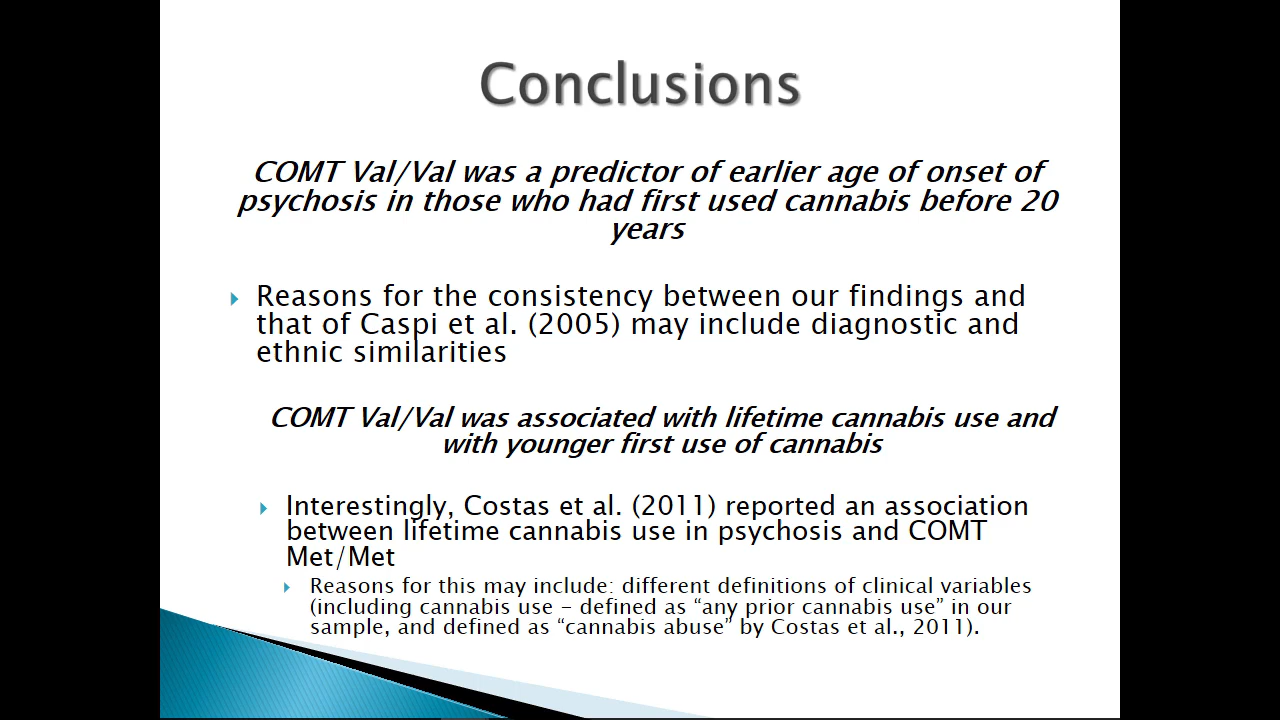 Conclusions
COMT Val/Val was a predictor of earlier age of onset of
psychosis in those who had first used cannabis before 20
years
Reasons for the consistency between our findings and
that of Caspi et al. (2005) may include diagnostic and
ethnic similarities
COMT Val/Val was associated with lifetime cannabis use and
with younger first use of cannabis
Interestingly, Costas et al. (2011) reported an association
between lifetime cannabis use in psychosis and COMT
Met/Met
Reasons for this may include: different definitions of clinical variables
(including cannabis use – defined as “any prior cannabis use” in our
sample, and defined as “cannabis abuse” by Costas et al., 2011).